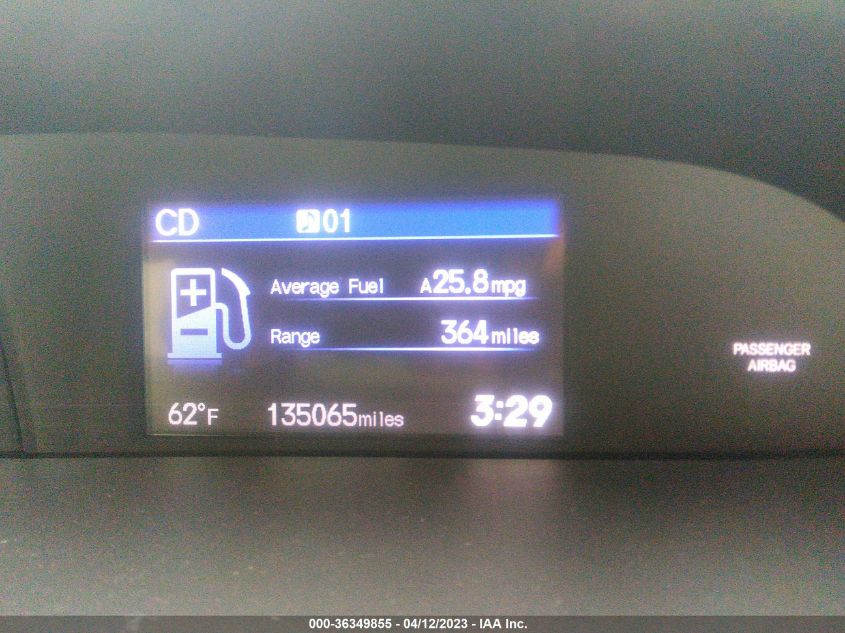 CD 01
Average Fuel A25.8mpg
Range 364miles
62°F 135065miles 3:29
PASSENGER
AIRBAG
000-36349855 - 04/12/2023 - IAA Inc.